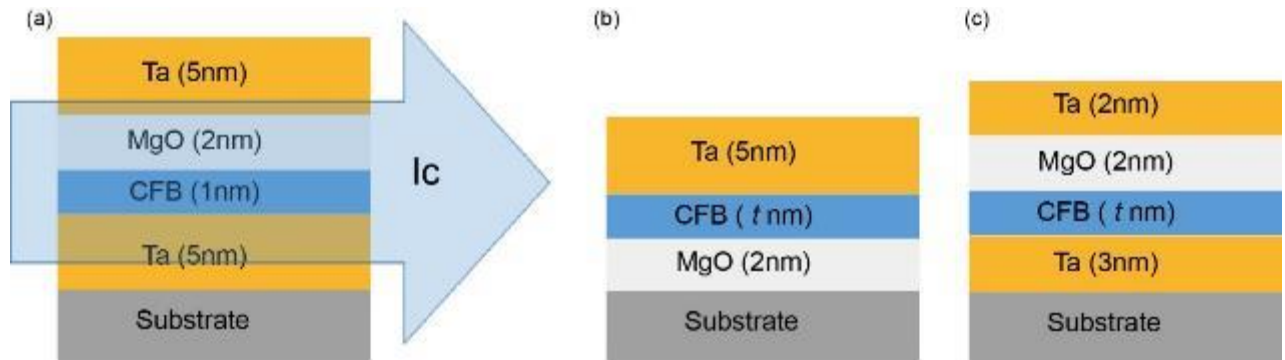 (a)
Ta (5nm)
MgO (2nm)
CFB (1nm)
Ta (5nm)
Substrate
Ic
(b)
Ta (5nm)
CFB ( t nm)
MgO (2nm)
Substrate
(c)
Ta (2nm)
MgO (2nm)
CFB ( t nm)
Ta (3nm)
Substrate